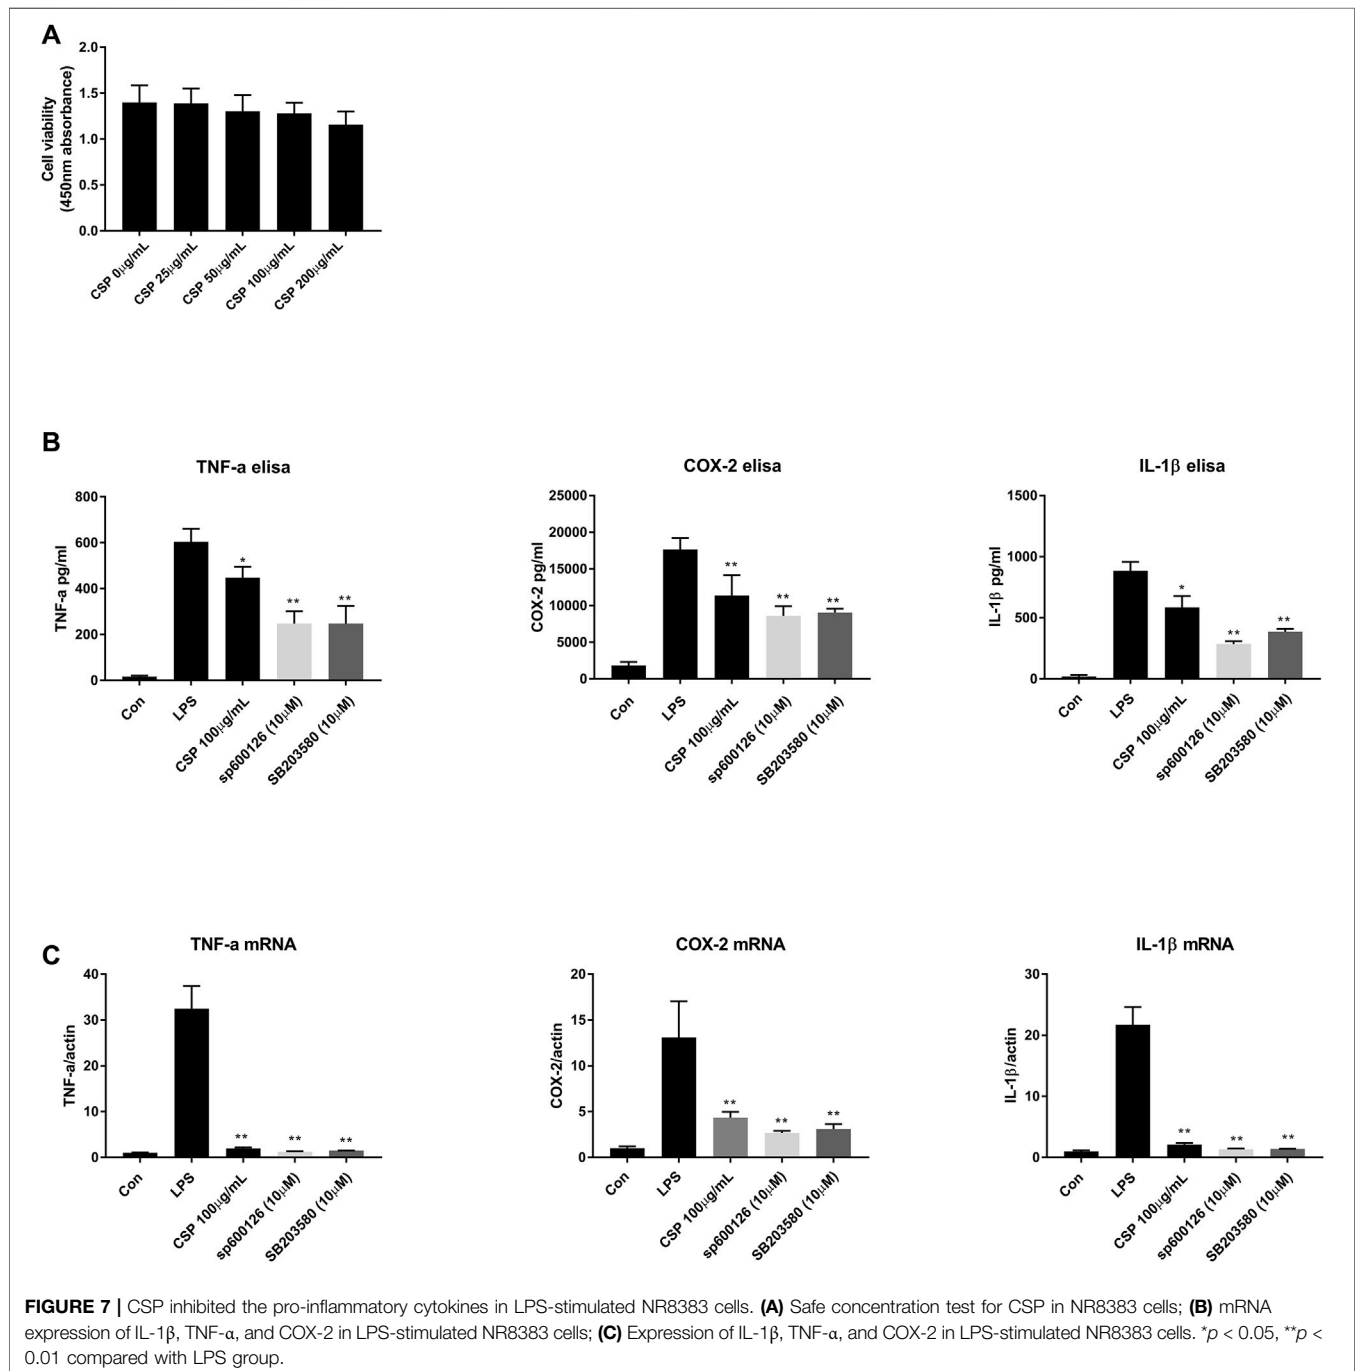 A
2.0
1.5
1.0
0.5
0.0
Cell viability
(450nm absorbance)
CSP 0μg/mL
CSP 25μg/mL
CSP 50μg/mL
CSP 100μg/mL
CSP 200μg/mL
B
TNF-a elisa
800
600
400
200
0
TNF-a pg/ml
*
**
**
Con
LPS
CSP 100μg/mL
sp600126 (10μM)
SB203580 (10μM)
COX-2 elisa
25000
20000
15000
10000
5000
0
COX-2 pg/ml
**
**
**
Con
LPS
CSP 100μg/mL
sp600126 (10μM)
SB203580 (10μM)
IL-1β elisa
1500
1000
500
0
IL-1β pg/ml
*
**
**
Con
LPS
CSP 100μg/mL
sp600126 (10μM)
SB203580 (10μM)
C
TNF-a mRNA
40
30
20
10
0
TNF-a/actin
**
**
**
Con
LPS
CSP 100μg/mL
sp600126 (10μM)
SB203580 (10μM)
COX-2 mRNA
20
15
10
5
0
COX-2/actin
**
**
**
Con
LPS
CSP 100μg/mL
sp600126 (10μM)
SB203580 (10μM)
IL-1β mRNA
30
20
10
0
IL-1β/actin
**
**
**
Con
LPS
CSP 100μg/mL
sp600126 (10μM)
SB203580 (10μM)
FIGURE 7 | CSP inhibited the pro-inflammatory cytokines in LPS-stimulated NR8383 cells. (A) Safe concentration test for CSP in NR8383 cells; (B) mRNA
expression of IL-1β, TNF-α, and COX-2 in LPS-stimulated NR8383 cells; (C) Expression of IL-1β, TNF-α, and COX-2 in LPS-stimulated NR8383 cells. *p < 0.05, **p <
0.01 compared with LPS group.